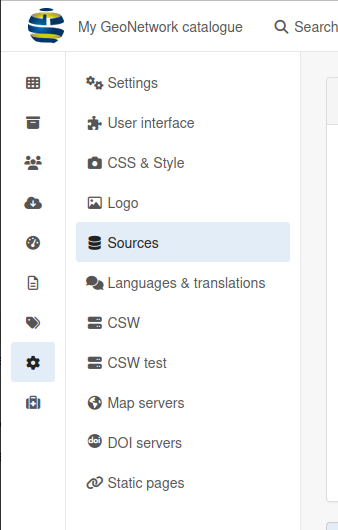 My GeoNetwork catalogue Search
Settings
User interface
CSS & Style
Logo
Sources
Languages & translations
CSW
CSW test
Map servers
doi DOI servers
Static pages